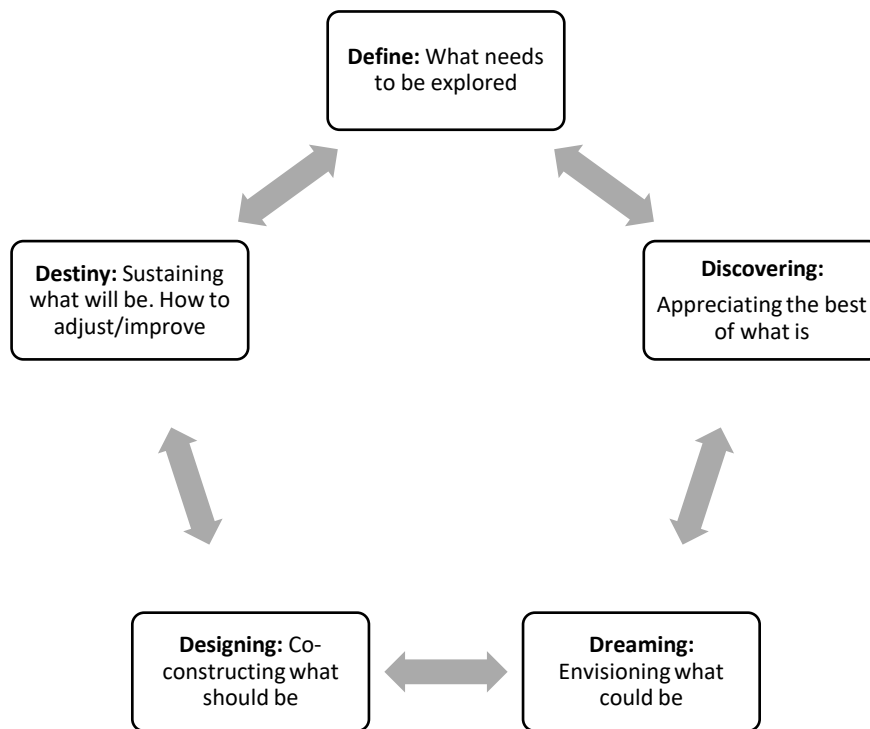 Define: What needs
to be explored
Discovering:
Appreciating the best
of what is
Dreaming:
Envisioning what
could be
Designing: Co-
constructing what
should be
Destiny: Sustaining
what will be. How to
adjust/improve